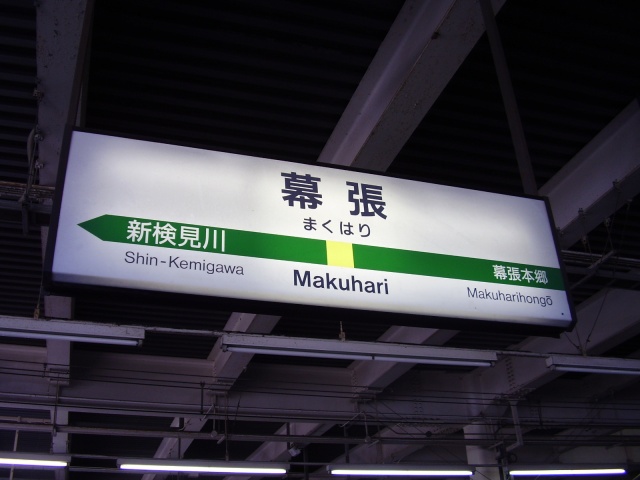 幕張
まくはり
新検見川
幕張本郷
Shin-Kemigawa
Makuhari
Makuharihongō